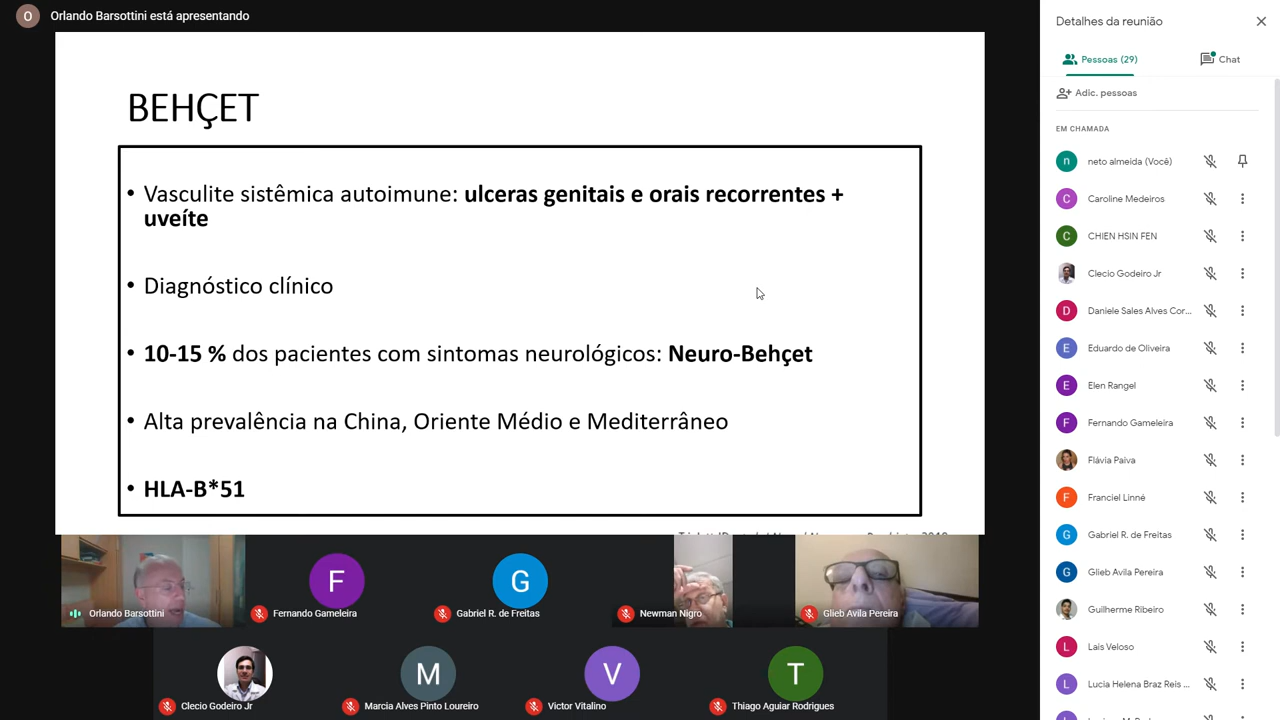 O
Orlando Barsottini está apresentando
BEHÇET
• Vasculite sistêmica autoimune: ulceras genitais e orais recorrentes +
uveíte
• Diagnóstico clínico
• 10-15 % dos pacientes com sintomas neurológicos: Neuro-Behçet
• Alta prevalência na China, Oriente Médio e Mediterrâneo
• HLA-B*51
Orlando Barsottini
F
Fernando Gameleira
G
Gabriel R. de Freitas
Newman Nigro
Glieb Avila Pereira
Clecio Godeiro Jr
M
Marcia Alves Pinto Loureiro
V
Victor Vitalino
T
Thiago Aguiar Rodrigues
Detalhes da reunião
Pessoas (29)
Chat
Adic. pessoas
EM CHAMADA
n neto almeida (Você)
C Caroline Medeiros
C CHIEN HSIN FEN
Clecio Godeiro Jr
D Daniele Sales Alves Cor...
E Eduardo de Oliveira
E Elen Rangel
F Fernando Gameleira
Flávia Paiva
Franciel Linné
G Gabriel R. de Freitas
G Glieb Avila Pereira
Guilherme Ribeiro
L Lais Veloso
L Lucia Helena Braz Reis ...